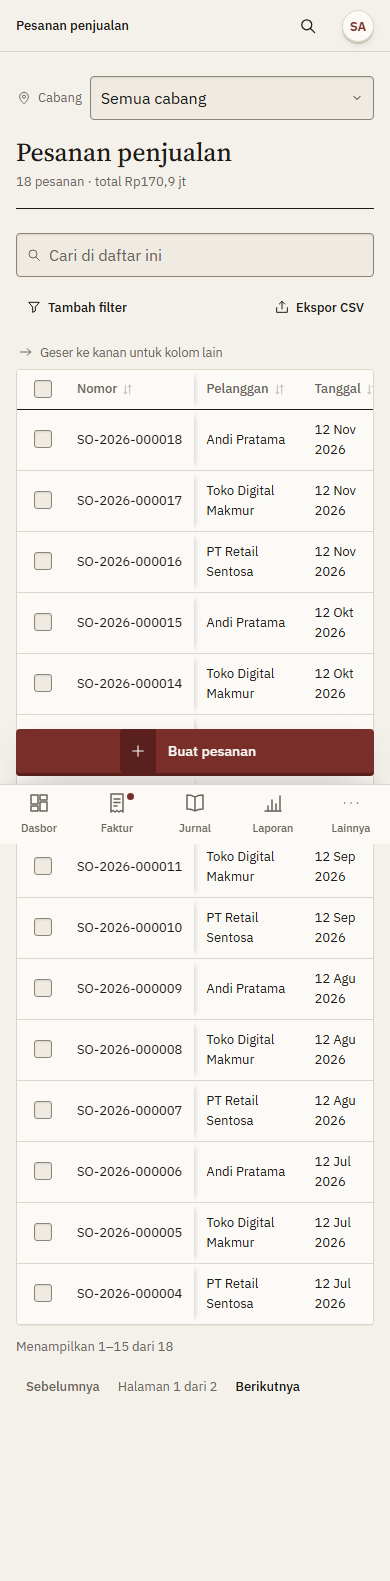 Pesanan penjualan
SA
Cabang
Semua cabang
Pesanan penjualan
18 pesanan · total Rp170,9 jt
Cari di daftar ini
Tambah filter
Ekspor CSV
Geser ke kanan untuk kolom lain
Nomor Pelanggan Tanggal
SO-2026-000018 Andi Pratama 12 Nov 2026
SO-2026-000017 Toko Digital Makmur 12 Nov 2026
SO-2026-000016 PT Retail Sentosa 12 Nov 2026
SO-2026-000015 Andi Pratama 12 Okt 2026
SO-2026-000014 Toko Digital Makmur 12 Okt 2026
Buat pesanan
Dasbor Faktur Jurnal Laporan Lainnya
SO-2026-000011 Toko Digital Makmur 12 Sep 2026
SO-2026-000010 PT Retail Sentosa 12 Sep 2026
SO-2026-000009 Andi Pratama 12 Agu 2026
SO-2026-000008 Toko Digital Makmur 12 Agu 2026
SO-2026-000007 PT Retail Sentosa 12 Agu 2026
SO-2026-000006 Andi Pratama 12 Jul 2026
SO-2026-000005 Toko Digital Makmur 12 Jul 2026
SO-2026-000004 PT Retail Sentosa 12 Jul 2026
Menampilkan 1–15 dari 18
Sebelumnya Halaman 1 dari 2 Berikutnya